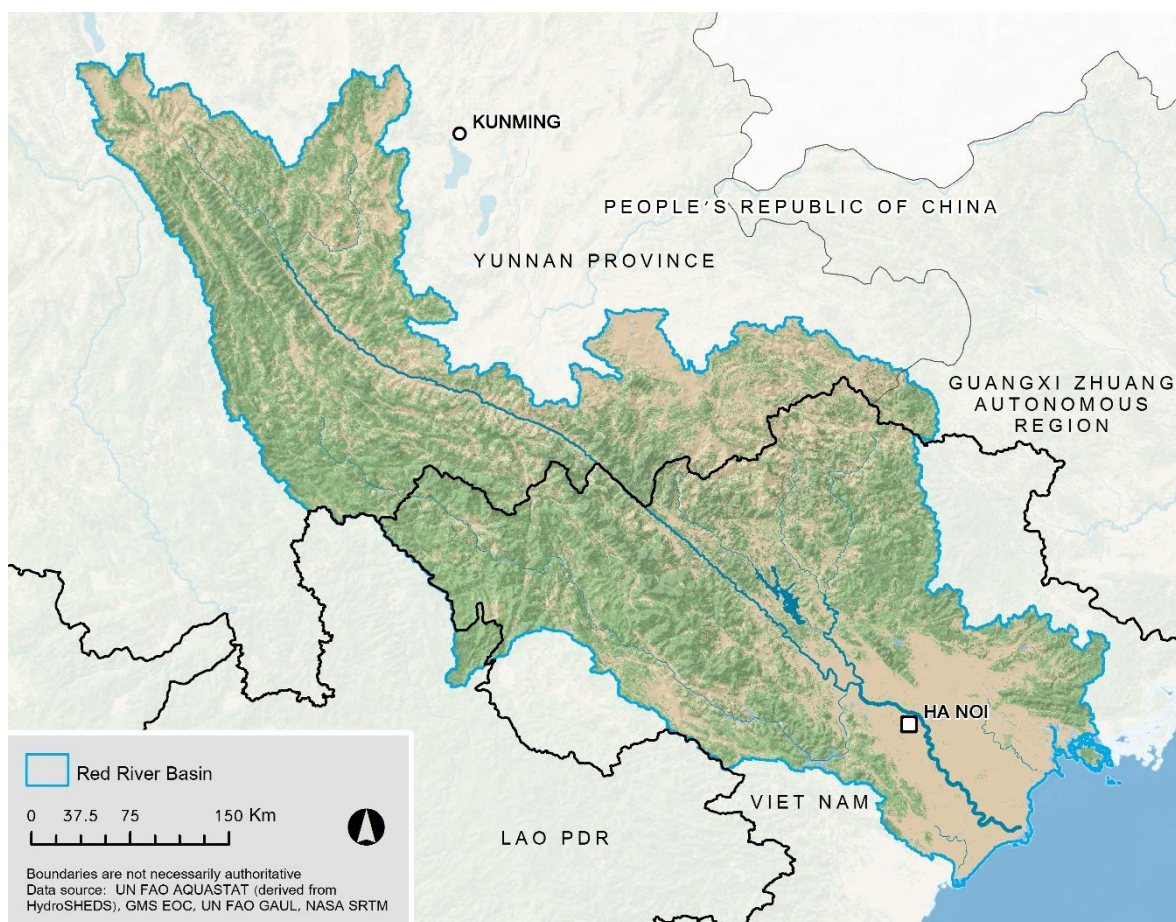 KUNMING
PEOPLE'S REPUBLIC OF CHINA
YUNNAN PROVINCE
GUANGXI ZHUANG
AUTONOMOUS
REGION
HA NOI
VIET NAM
LAO PDR
Red River Basin
0 37.5 75 150 Km
Boundaries are not necessarily authoritative
Data source: UN FAO AQUASTAT (derived from
HydroSHEDS), GMS EOC, UN FAO GAUL, NASA SRTM